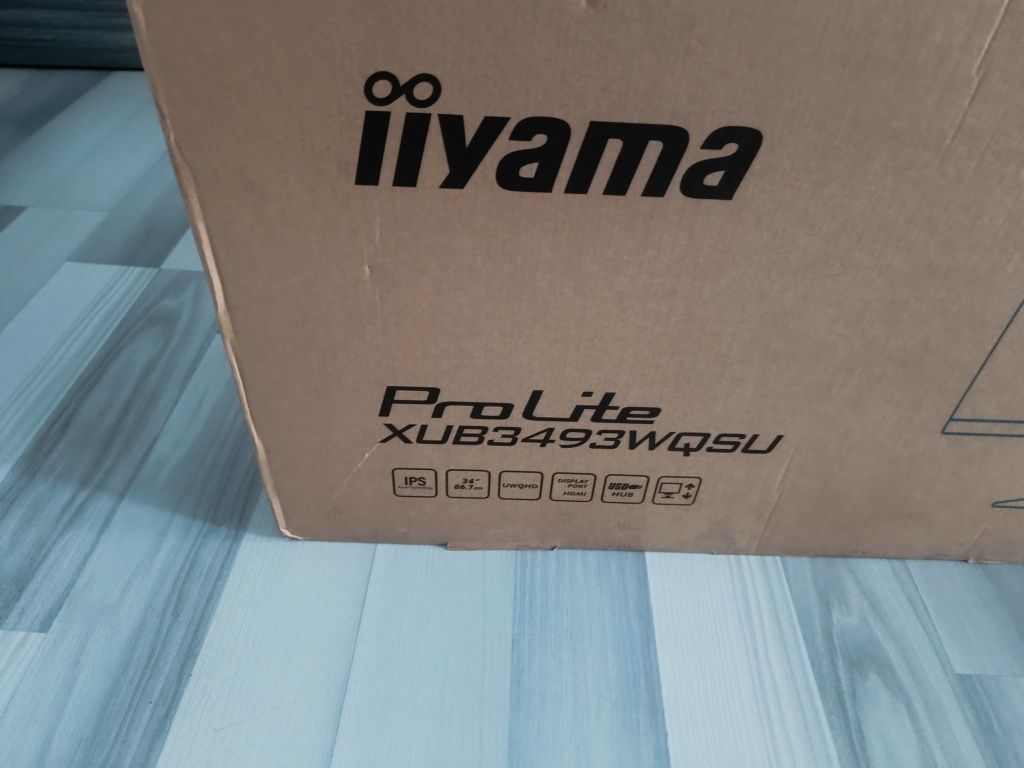 iiyama
ProLite
XUB3493WQSU
IPS
34"
86.7cm
UWQHD
DISPLAY
PORT
HDMI
USB
HUB